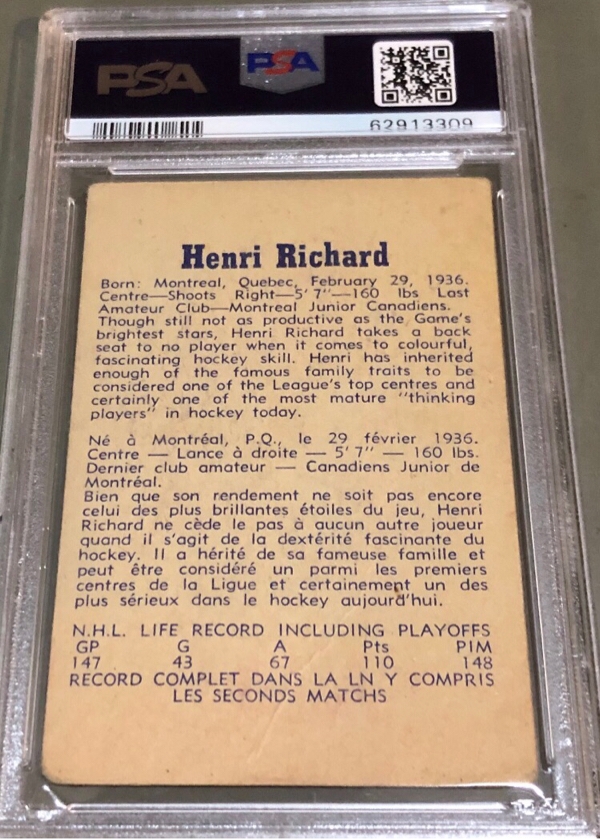 PSA
PSA
62913309
Henri Richard
Born: Montreal, Quebec, February 29, 1936.
Centre—Shoots Right—5' 7"—160 lbs Last
Amateur Club—Montreal Junior Canadiens.
Though still not as productive as the Game's
brightest stars, Henri Richard takes a back
seat to no player when it comes to colourful,
fascinating hockey skill. Henri has inherited
enough of the famous family traits to be
considered one of the League's top centres and
certainly one of the most mature "thinking
players" in hockey today.
Né à Montréal, P.Q., le 29 février 1936.
Centre — Lance à droite — 5' 7" — 160 lbs.
Dernier club amateur — Canadiens Junior de
Montréal.
Bien que son rendement ne soit pas encore
celui des plus brillantes étoiles du jeu, Henri
Richard ne cède le pas à aucun autre joueur
quand il s'agit de la dextérité fascinante du
hockey. Il a hérité de sa fameuse famille et
peut être considéré un parmi les premiers
centres de la Ligue et certainement un des
plus sérieux dans le hockey aujourd'hui.
N.H.L. LIFE RECORD INCLUDING PLAYOFFS
GP G A Pts PIM
147 43 67 110 148
RECORD COMPLET DANS LA LN Y COMPRIS
LES SECONDS MATCHS